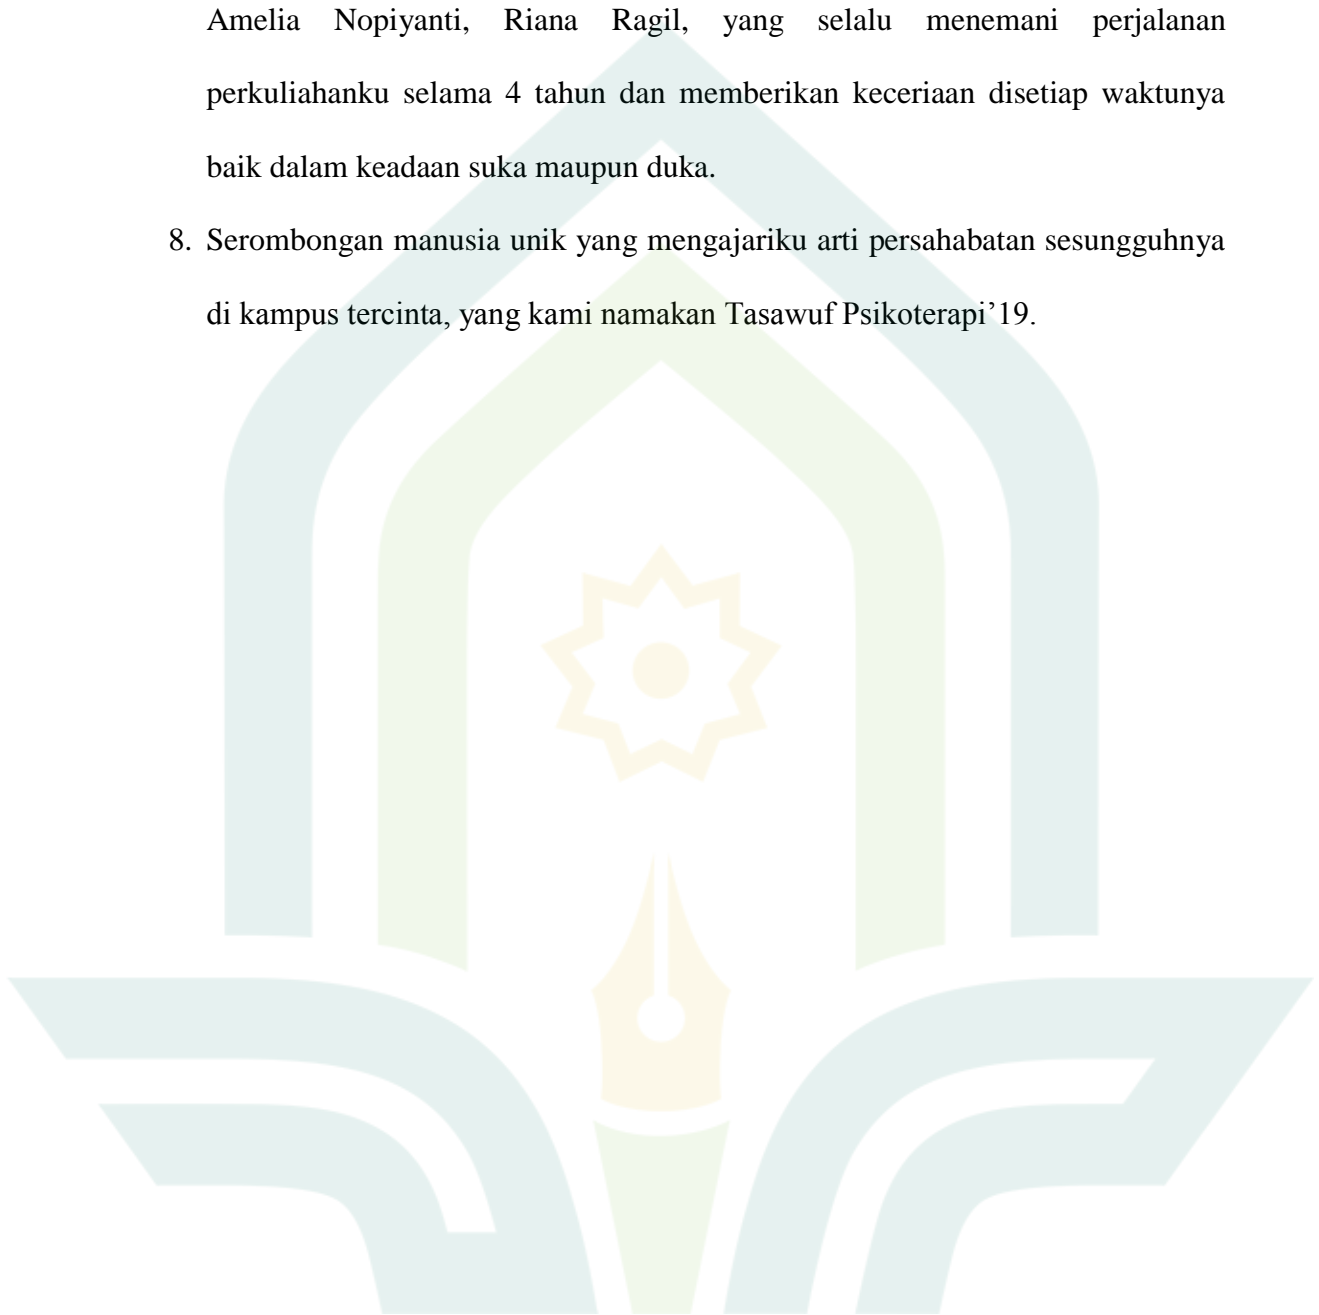 Amelia Nopiyanti, Riana Ragil, yang selalu menemani perjalanan
perkuliahanku selama 4 tahun dan memberikan keceriaan disetiap waktunya
baik dalam keadaan suka maupun duka.
8. Serombongan manusia unik yang mengajariku arti persahabatan sesungguhnya
di kampus tercinta, yang kami namakan Tasawuf Psikoterapi’19.